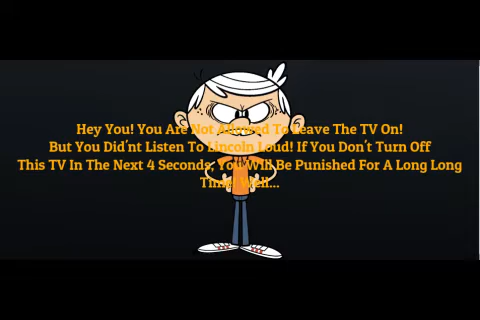 Hey You! You Are Not Allowed To Leave The TV On!
But You Did'nt Listen To Lincoln Loud! If You Don't Turn Off
This TV In The Next 4 Seconds, You Will Be Punished For A Long Long
Time! Well...